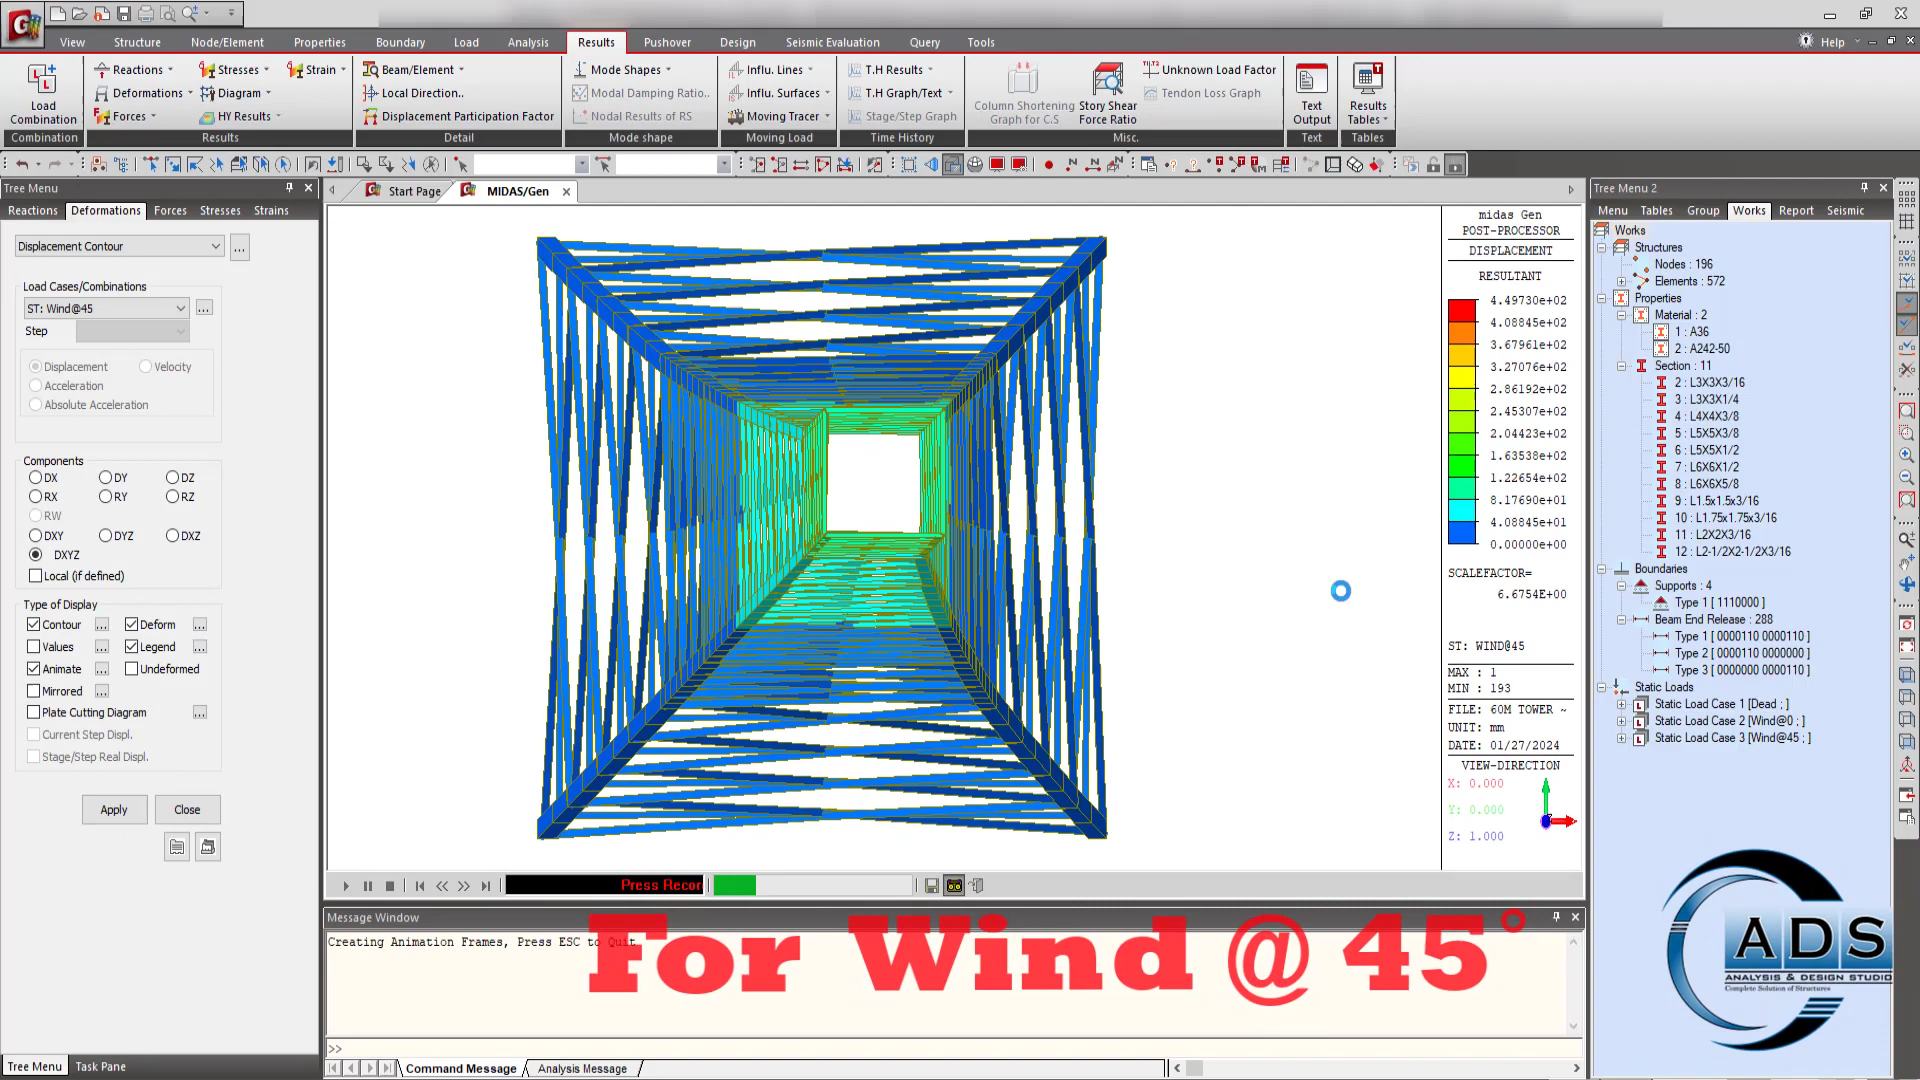 View Structure Node/Element Properties Boundary Load Analysis Results Pushover Design Seismic Evaluation Query Tools Help
Load
Combination
Combination
Reactions Stresses Strain
Deformations Diagram
Forces HY Results
Results
Beam/Element
Local Direction..
Displacement Participation Factor
Detail
Mode Shapes
Modal Damping Ratio..
Nodal Results of RS
Mode shape
Influ. Lines
Influ. Surfaces
Moving Tracer
Moving Load
T.H Results
T.H Graph/Text
Stage/Step Graph
Time History
Column Shortening
Graph for C.S
Story Shear
Force Ratio
Unknown Load Factor
Tendon Loss Graph
Misc.
Text
Output
Text
Results
Tables
Tables
Tree Menu
Reactions Deformations Forces Stresses Strains
Displacement Contour
...
Load Cases/Combinations
ST: Wind@45
...
Step
Displacement Velocity
Acceleration
Absolute Acceleration
Components
DX DY DZ
RX RY RZ
RW
DXY DYZ DXZ
DXYZ
Local (if defined)
Type of Display
Contour ... Deform ...
Values ... Legend ...
Animate ... Undeformed
Mirrored ...
Plate Cutting Diagram ...
Current Step Displ.
Stage/Step Real Displ.
Apply Close
Tree Menu Task Pane
Start Page MIDAS/Gen
midas Gen
POST-PROCESSOR
DISPLACEMENT
RESULTANT
4.49730e+02
4.08845e+02
3.67961e+02
3.27076e+02
2.86192e+02
2.45307e+02
2.04423e+02
1.63538e+02
1.22654e+02
8.17690e+01
4.08845e+01
0.00000e+00
SCALEFACTOR=
6.6754E+00
ST: WIND@45
MAX : 1
MIN : 193
FILE: 60M TOWER ~
UNIT: mm
DATE: 01/27/2024
VIEW-DIRECTION
X: 0.000
Y: 0.000
Z: 1.000
Press Recor
Message Window
Creating Animation Frames, Press ESC to Quit
For Wind @ 45°
>>
Command Message Analysis Message
Tree Menu 2
Menu Tables Group Works Report Seismic
Works
Structures
Nodes : 196
Elements : 572
Properties
Material : 2
1 : A36
2 : A242-50
Section : 11
2 : L3X3X3/16
3 : L3X3X1/4
4 : L4X4X3/8
5 : L5X5X3/8
6 : L5X5X1/2
7 : L6X6X1/2
8 : L6X6X5/8
9 : L1.5x1.5x3/16
10 : L1.75x1.75x3/16
11 : L2X2X3/16
12 : L2-1/2X2-1/2X3/16
Boundaries
Supports : 4
Type 1 [ 1110000 ]
Beam End Release : 288
Type 1 [ 0000110 0000110 ]
Type 2 [ 0000110 0000000 ]
Type 3 [ 0000000 0000110 ]
Static Loads
Static Load Case 1 [Dead ; ]
Static Load Case 2 [Wind@0 ; ]
Static Load Case 3 [Wind@45 ; ]
ADS
ANALYSIS & DESIGN STUDIO
Complete Solution of Structures